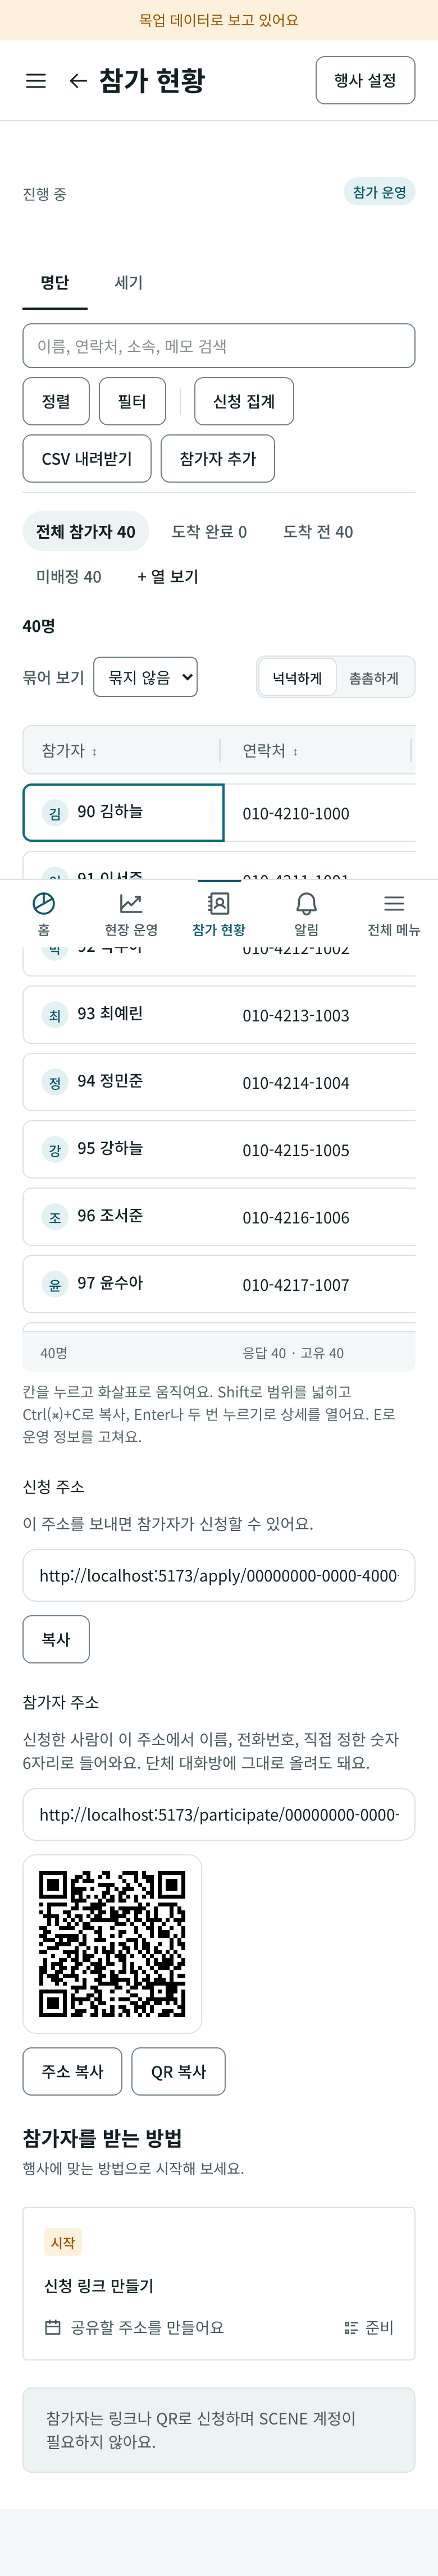 목업 데이터로 보고 있어요
참가 현황
행사 설정
진행 중
참가 운영
명단
세기
이름, 연락처, 소속, 메모 검색
정렬
필터
신청 집계
CSV 내려받기
참가자 추가
전체 참가자 40
도착 완료 0
도착 전 40
미배정 40
+ 열 보기
40명
묶어 보기
묶지 않음
넉넉하게
촘촘하게
참가자 ↕
연락처 ↕
김
90 김하늘
010-4210-1000
홈
현장 운영
참가 현황
알림
전체 메뉴
010-4212-1002
최
93 최예린
010-4213-1003
정
94 정민준
010-4214-1004
강
95 강하늘
010-4215-1005
조
96 조서준
010-4216-1006
윤
97 윤수아
010-4217-1007
40명
응답 40 · 고유 40
칸을 누르고 화살표로 움직여요. Shift로 범위를 넓히고
Ctrl(⌘)+C로 복사, Enter나 두 번 누르기로 상세를 열어요. E로
운영 정보를 고쳐요.
신청 주소
이 주소를 보내면 참가자가 신청할 수 있어요.
http://localhost:5173/apply/00000000-0000-4000-
복사
참가자 주소
신청한 사람이 이 주소에서 이름, 전화번호, 직접 정한 숫자
6자리로 들어와요. 단체 대화방에 그대로 올려도 돼요.
http://localhost:5173/participate/00000000-0000-
주소 복사
QR 복사
참가자를 받는 방법
행사에 맞는 방법으로 시작해 보세요.
시작
신청 링크 만들기
공유할 주소를 만들어요
준비
참가자는 링크나 QR로 신청하며 SCENE 계정이
필요하지 않아요.